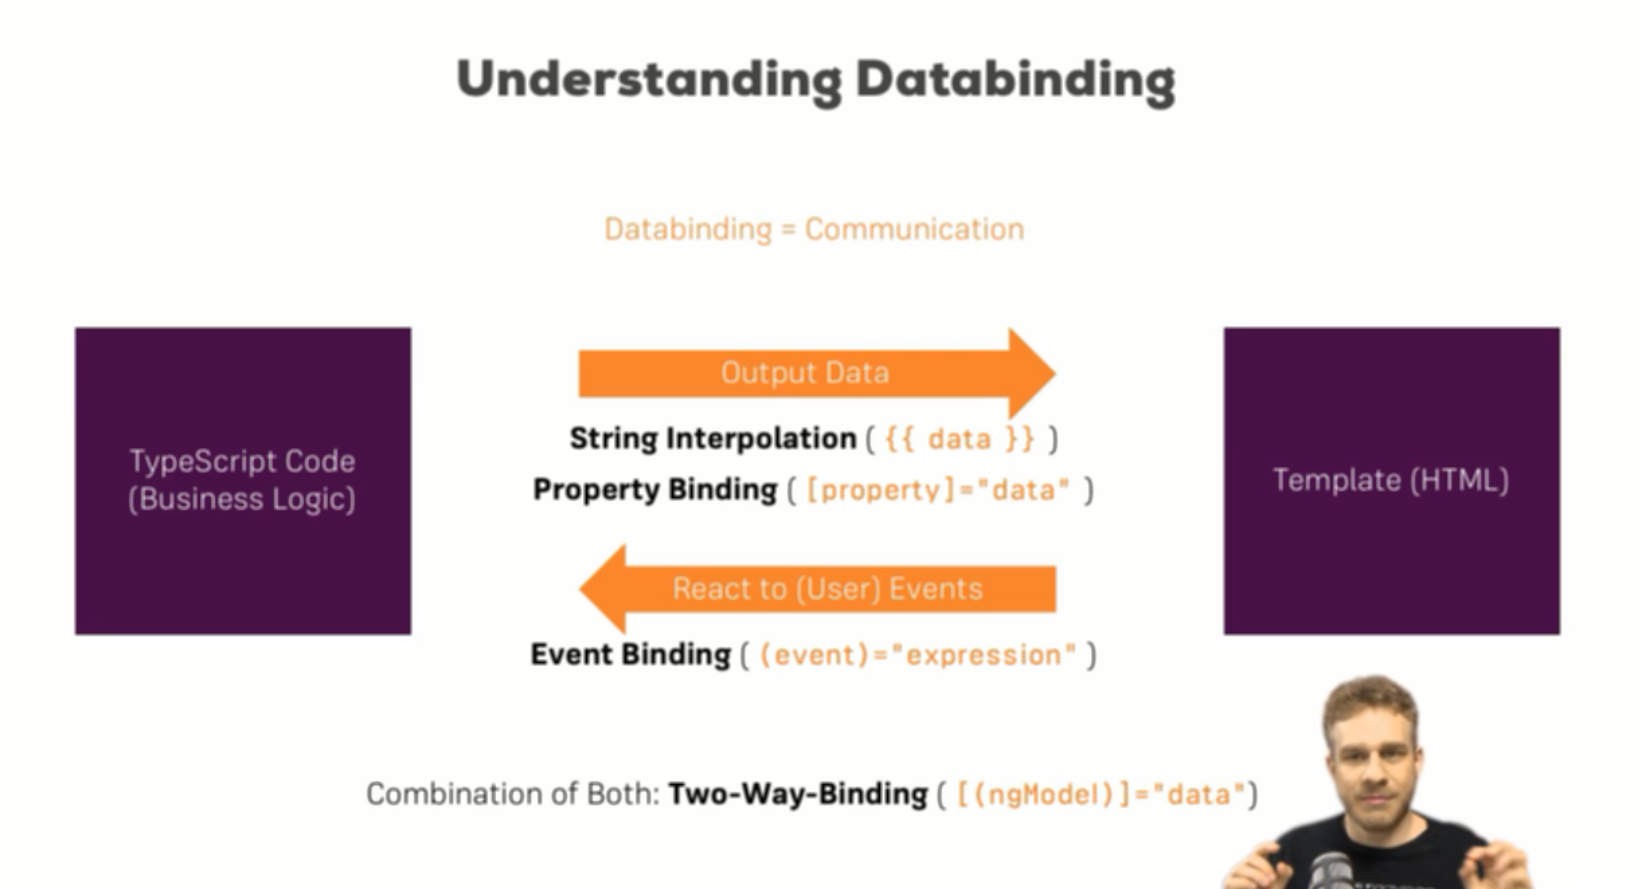 Understanding Databinding
Databinding = Communication
Output Data
String Interpolation ( {{ data }} )
Property Binding ( [property]="data" )
TypeScript Code
(Business Logic)
Template (HTML)
React to (User) Events
Event Binding ( (event)="expression" )
Combination of Both: Two-Way-Binding ( [(ngModel)]="data")